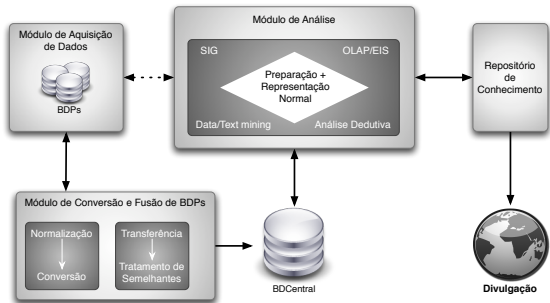 Módulo de Aquisição
de Dados
BDPs
Módulo de Análise
SIG
OLAP/EIS
Preparação +
Representação
Normal
Data/Text mining
Análise Dedutiva
Repositório
de
Conhecimento
Módulo de Conversão e Fusão de BDPs
Normalização
Conversão
Transferência
Tratamento de
Semelhantes
BDCentral
Divulgação